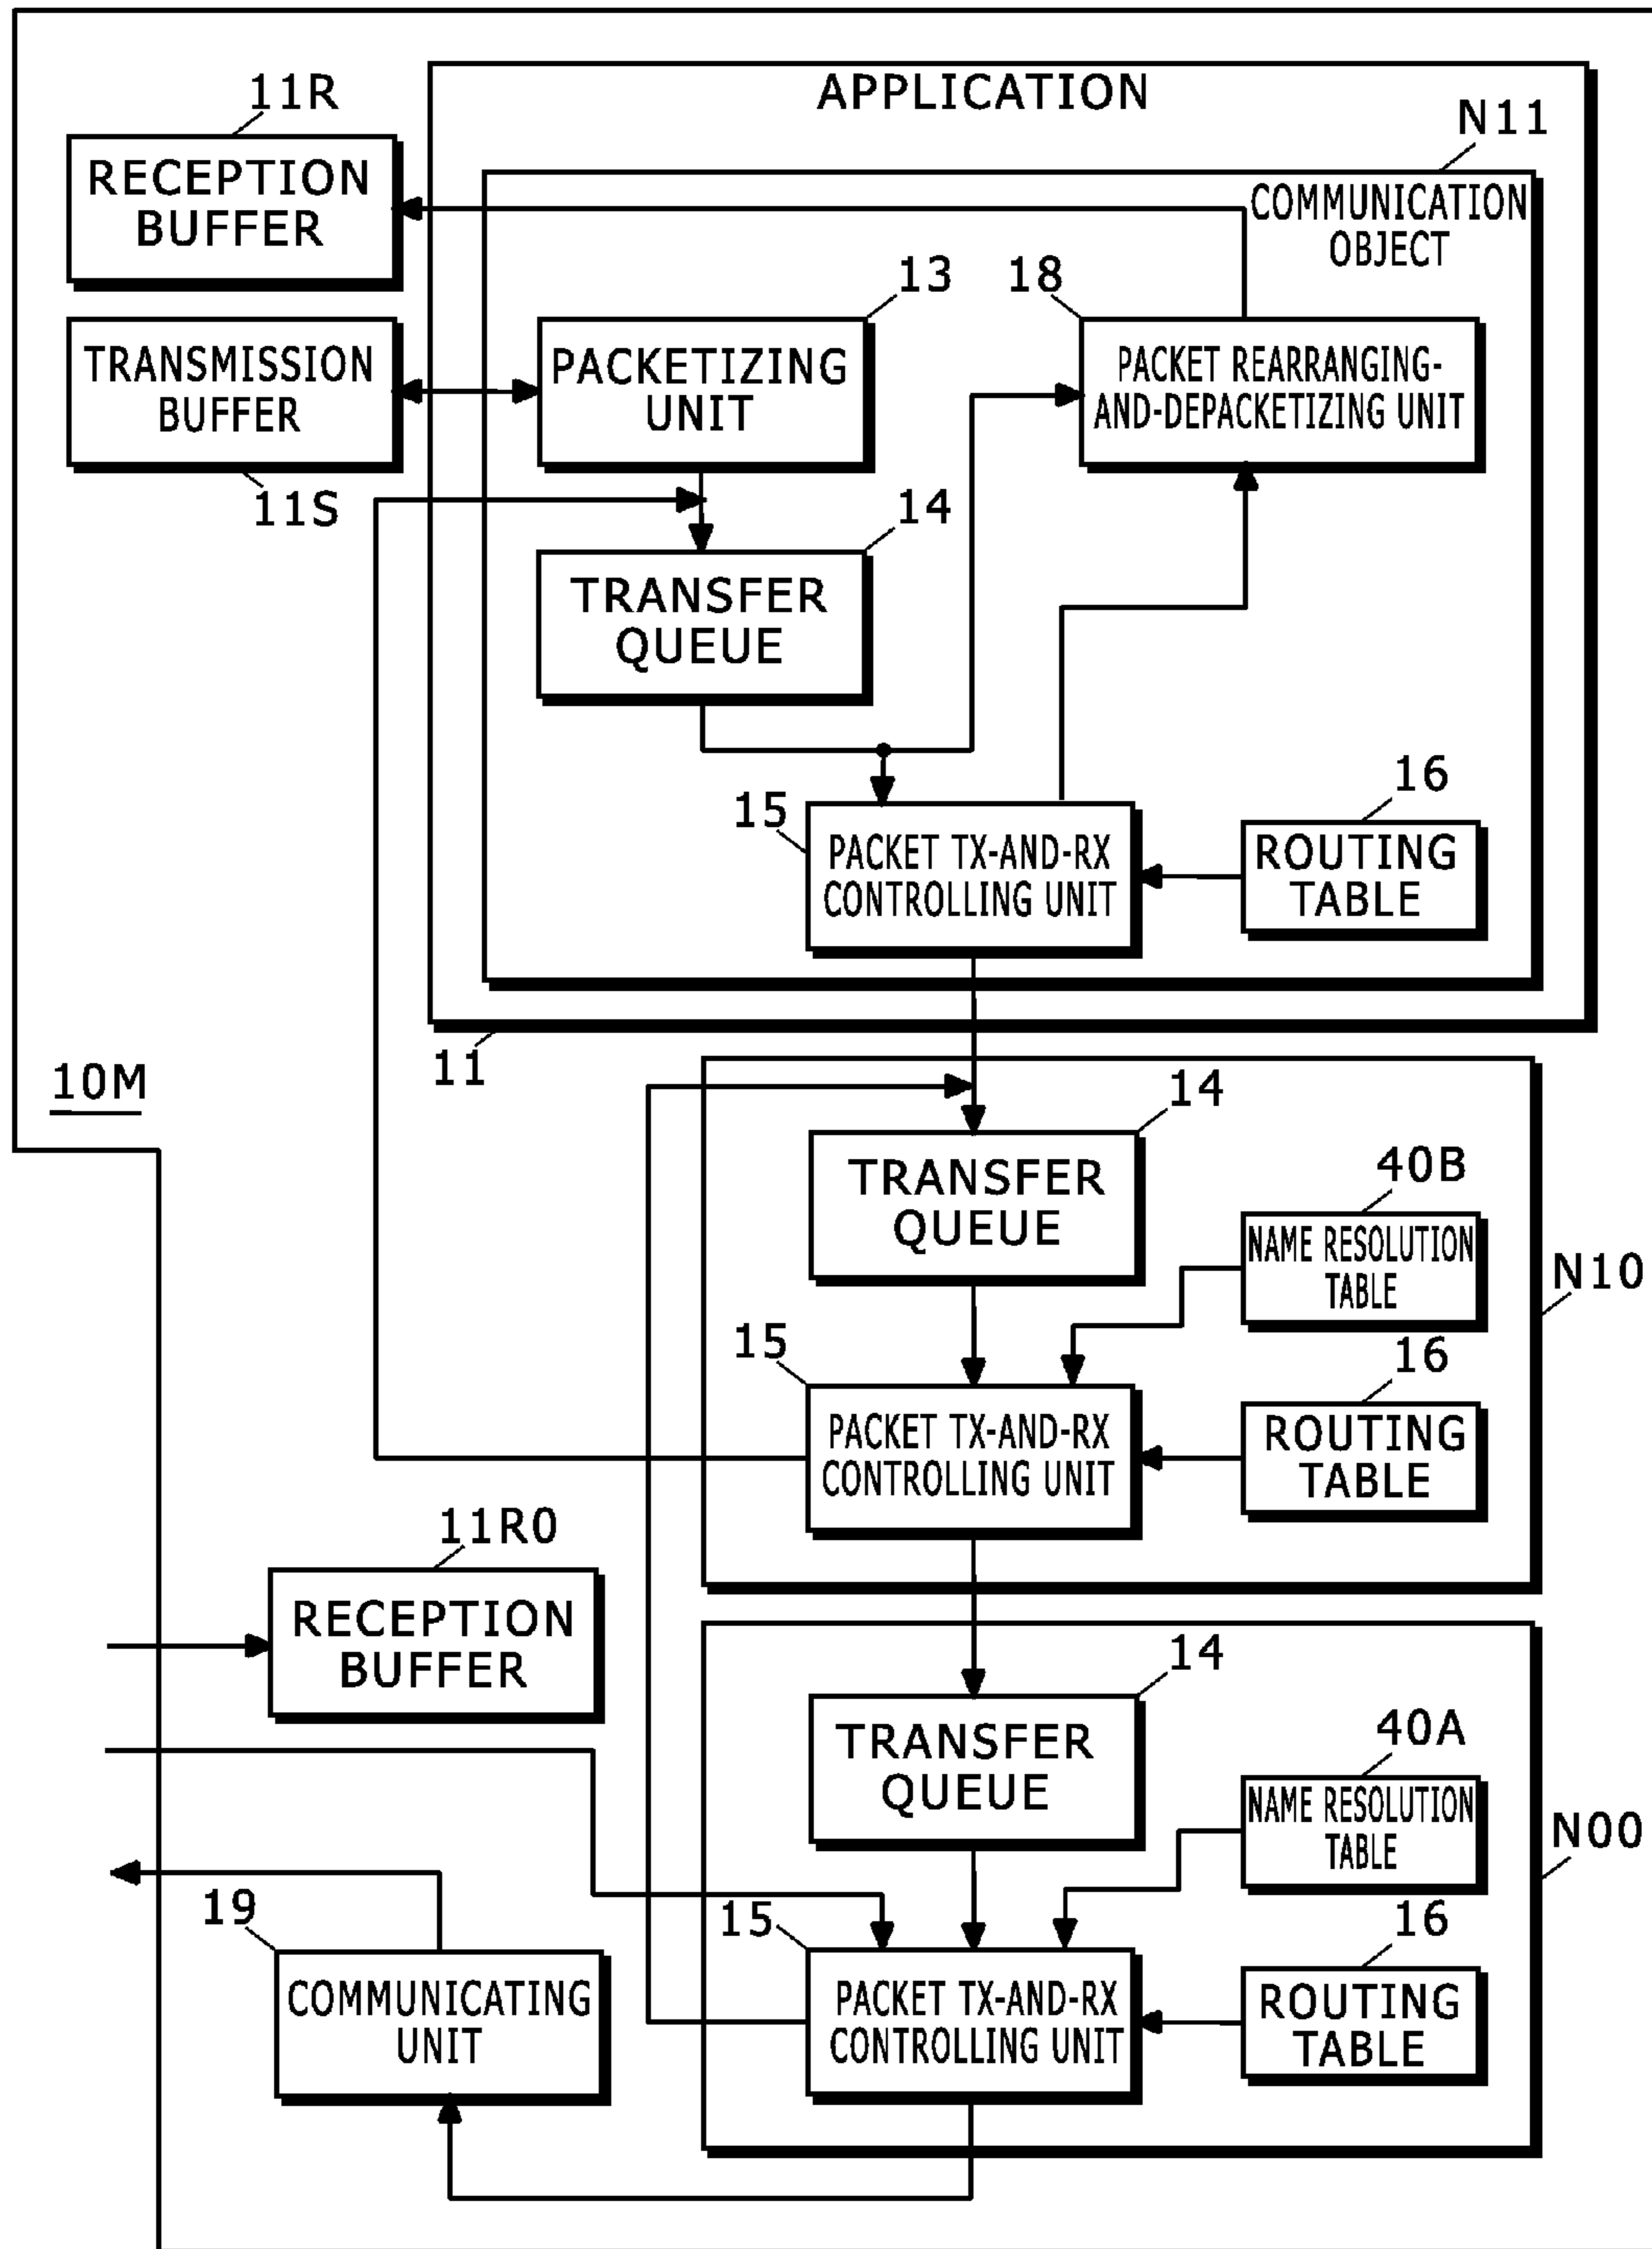 APPLICATION
11R
N11
RECEPTION
BUFFER
COMMUNICATION
OBJECT
13
18
TRANSMISSION
BUFFER
PACKETIZING
UNIT
PACKET REARRANGING-
AND-DEPACKETIZING UNIT
11S
14
TRANSFER
QUEUE
15
16
PACKET TX-AND-RX
CONTROLLING UNIT
ROUTING
TABLE
11
10M
14
TRANSFER
QUEUE
40B
NAME RESOLUTION
TABLE
N10
15
16
PACKET TX-AND-RX
CONTROLLING UNIT
ROUTING
TABLE
11R0
RECEPTION
BUFFER
14
TRANSFER
QUEUE
40A
NAME RESOLUTION
TABLE
N00
19
15
16
COMMUNICATING
UNIT
PACKET TX-AND-RX
CONTROLLING UNIT
ROUTING
TABLE